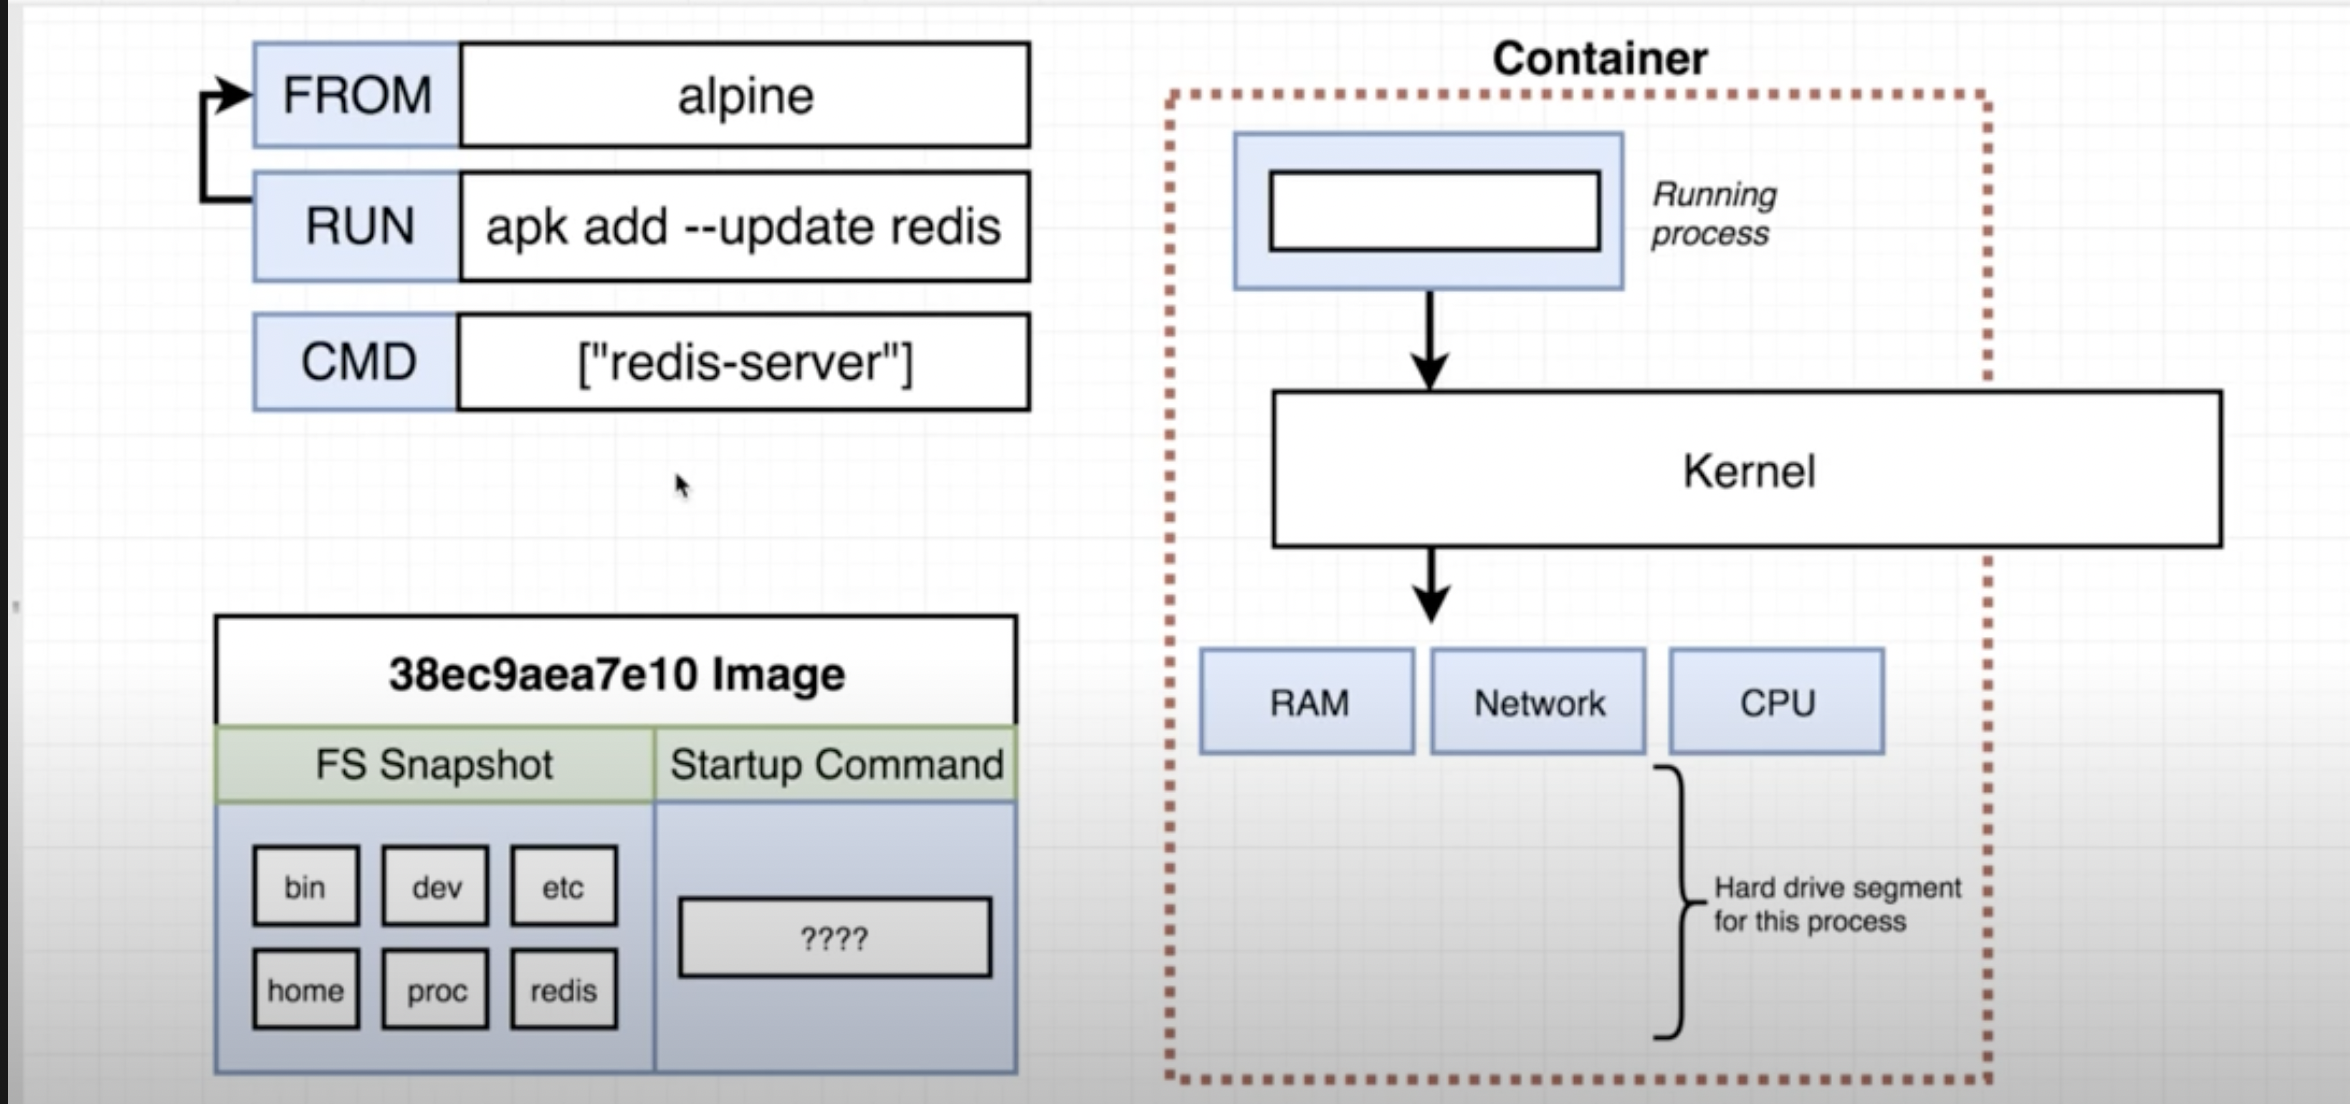 FROM alpine
RUN apk add --update redis
CMD ["redis-server"]
38ec9aea7e10 Image
FS Snapshot Startup Command
bin dev etc
????
home proc redis
Container
Running
process
Kernel
RAM Network CPU
Hard drive segment
for this process